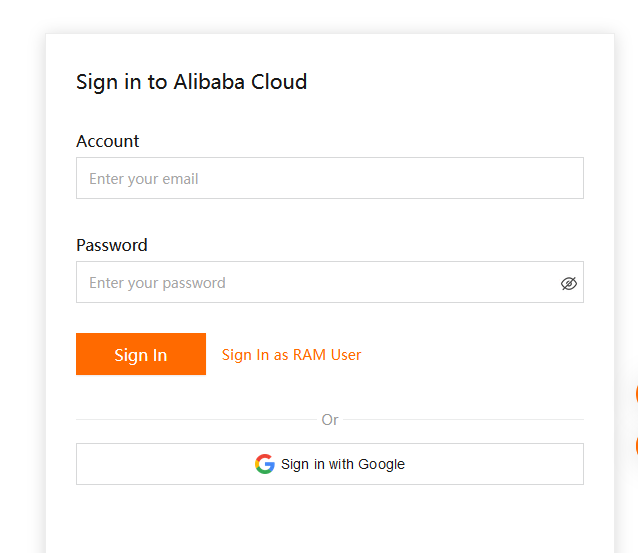 Sign in to Alibaba Cloud
Account
Enter your email
Password
Enter your password
Sign In
Sign In as RAM User
Or
Sign in with Google